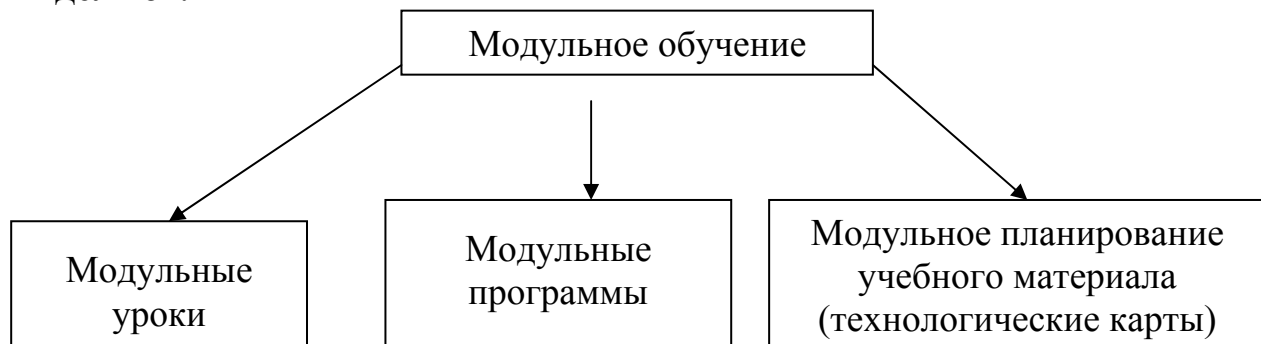 Модульное обучение
Модульные
уроки
Модульные
программы
Модульное планирование
учебного материала
(технологические карты)